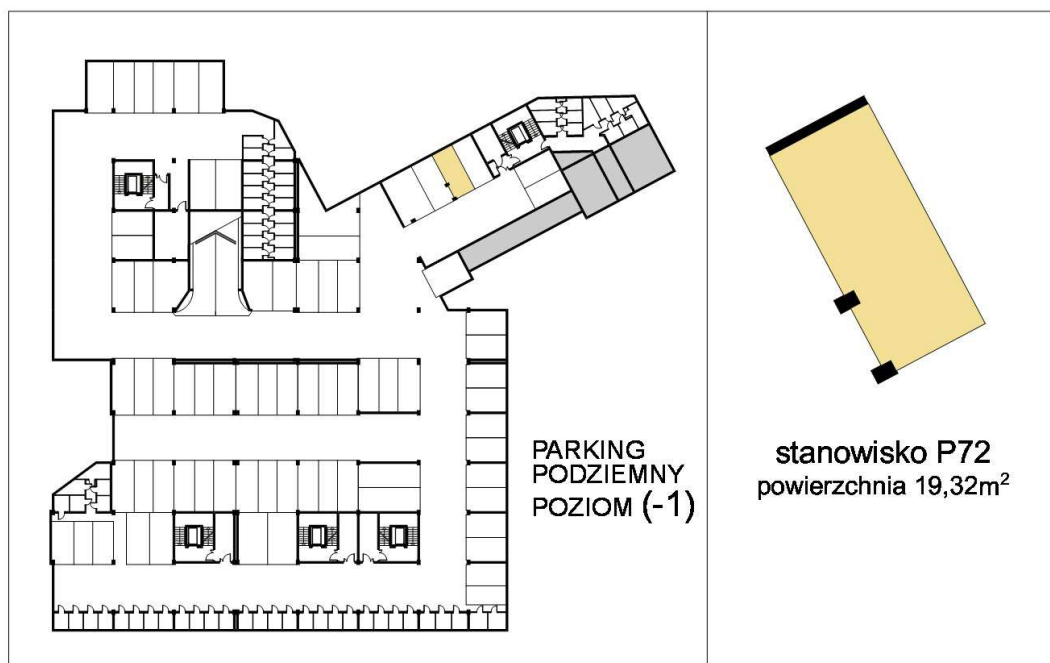 PARKING
PODZIEMNY
POZIOM (-1)
stanowisko P72
powierzchnia 19,32m²